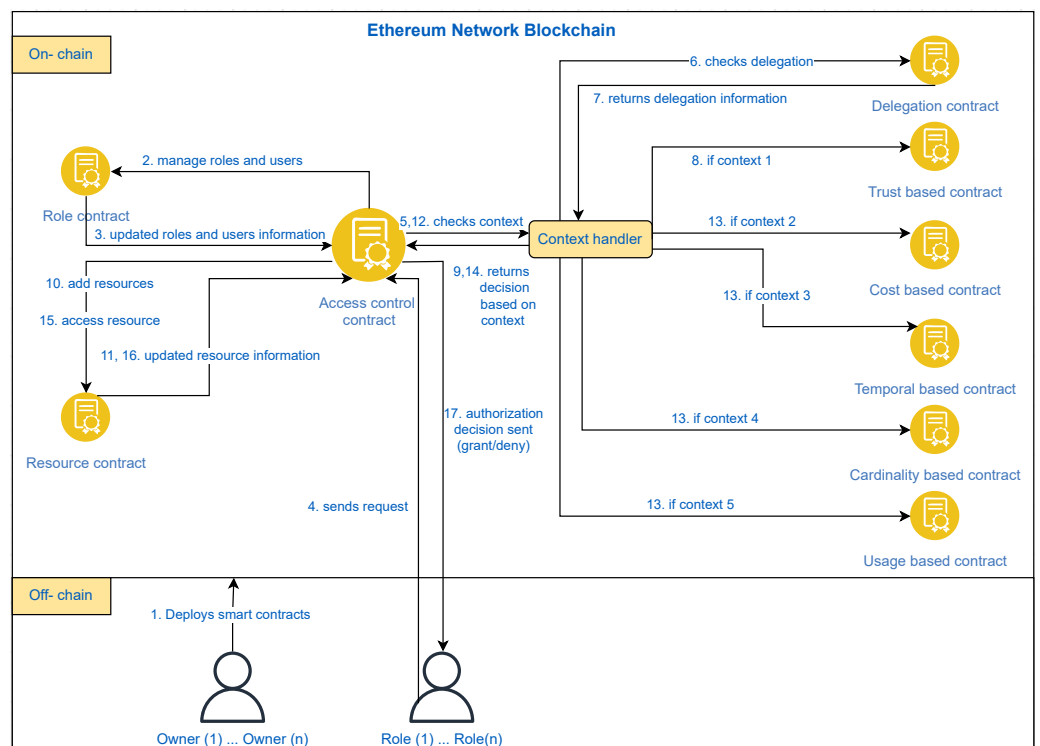 Ethereum Network Blockchain
On- chain
6. checks delegation
7. returns delegation information
Delegation contract
2. manage roles and users
8. if context 1
Trust based contract
Role contract
3. updated roles and users information
5,12. checks context
Context handler
13. if context 2
Cost based contract
10. add resources
15. access resource
Access control
contract
9,14. returns
decision
based on
context
13. if context 3
11, 16. updated resource information
Temporal based contract
17. authorization
decision sent
(grant/deny)
13. if context 4
Resource contract
Cardinality based contract
4. sends request
13. if context 5
Usage based contract
Off- chain
1. Deploys smart contracts
Owner (1) ... Owner (n)
Role (1) ... Role(n)